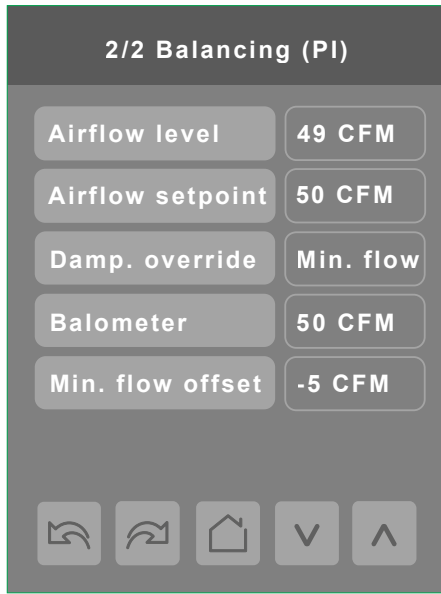 2/2 Balancing (PI)
Airflow level 49 CFM
Airflow setpoint 50 CFM
Damp. override Min. flow
Balometer 50 CFM
Min. flow offset -5 CFM